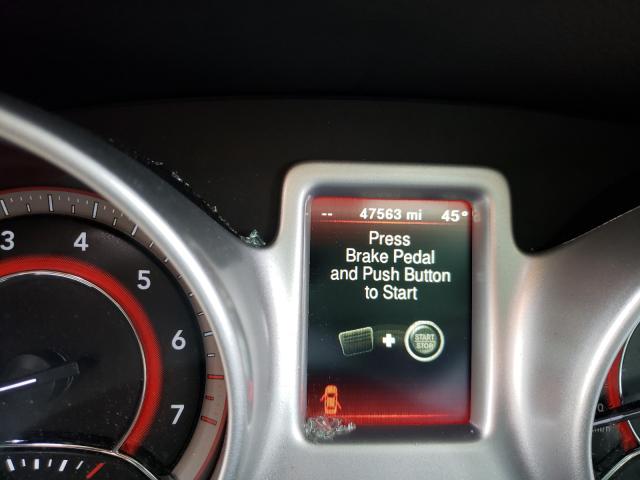 -- 47563 mi 45°
Press
Brake Pedal
and Push Button
to Start
START
STOP
3
4
5
6
7